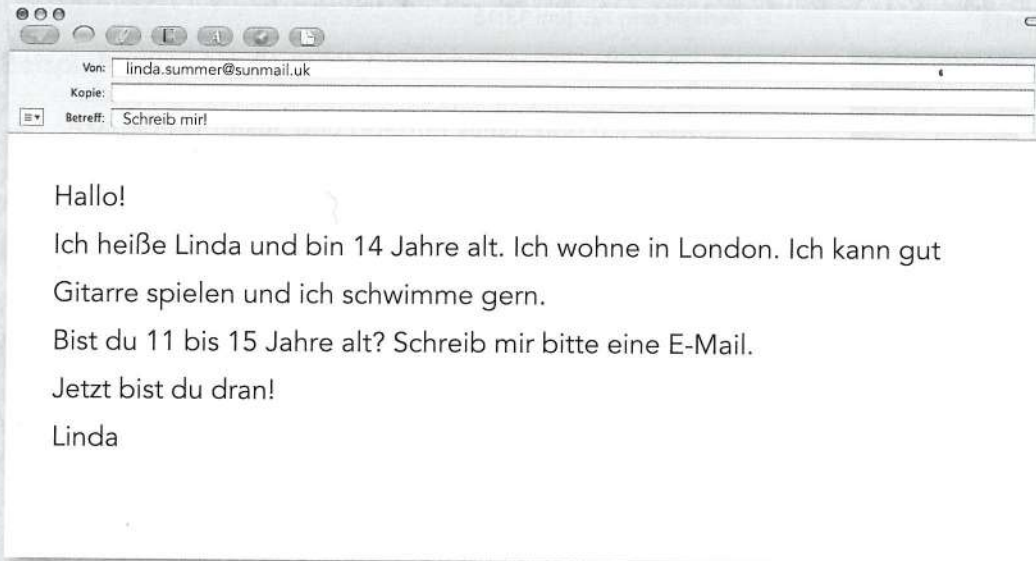 Von: linda.summer@sunmail.uk
Kopie:
Betreff: Schreib mir!
Hallo!
Ich heiße Linda und bin 14 Jahre alt. Ich wohne in London. Ich kann gut
Gitarre spielen und ich schwimme gern.
Bist du 11 bis 15 Jahre alt? Schreib mir bitte eine E-Mail.
Jetzt bist du dran!
Linda